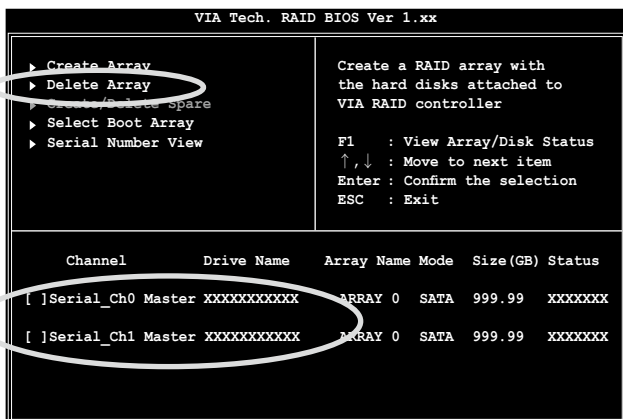 VIA Tech. RAID BIOS Ver 1.xx
Create Array
Delete Array
Create/Delete Spare
Select Boot Array
Serial Number View
Create a RAID array with
the hard disks attached to
VIA RAID controller
F1 : View Array/Disk Status
↑,↓ : Move to next item
Enter : Confirm the selection
ESC : Exit
Channel Drive Name Array Name Mode Size(GB) Status
[ ]Serial_Ch0 Master XXXXXXXXXXX ARRAY 0 SATA 999.99 XXXXXXX
[ ]Serial_Ch1 Master XXXXXXXXXXX ARRAY 0 SATA 999.99 XXXXXXX